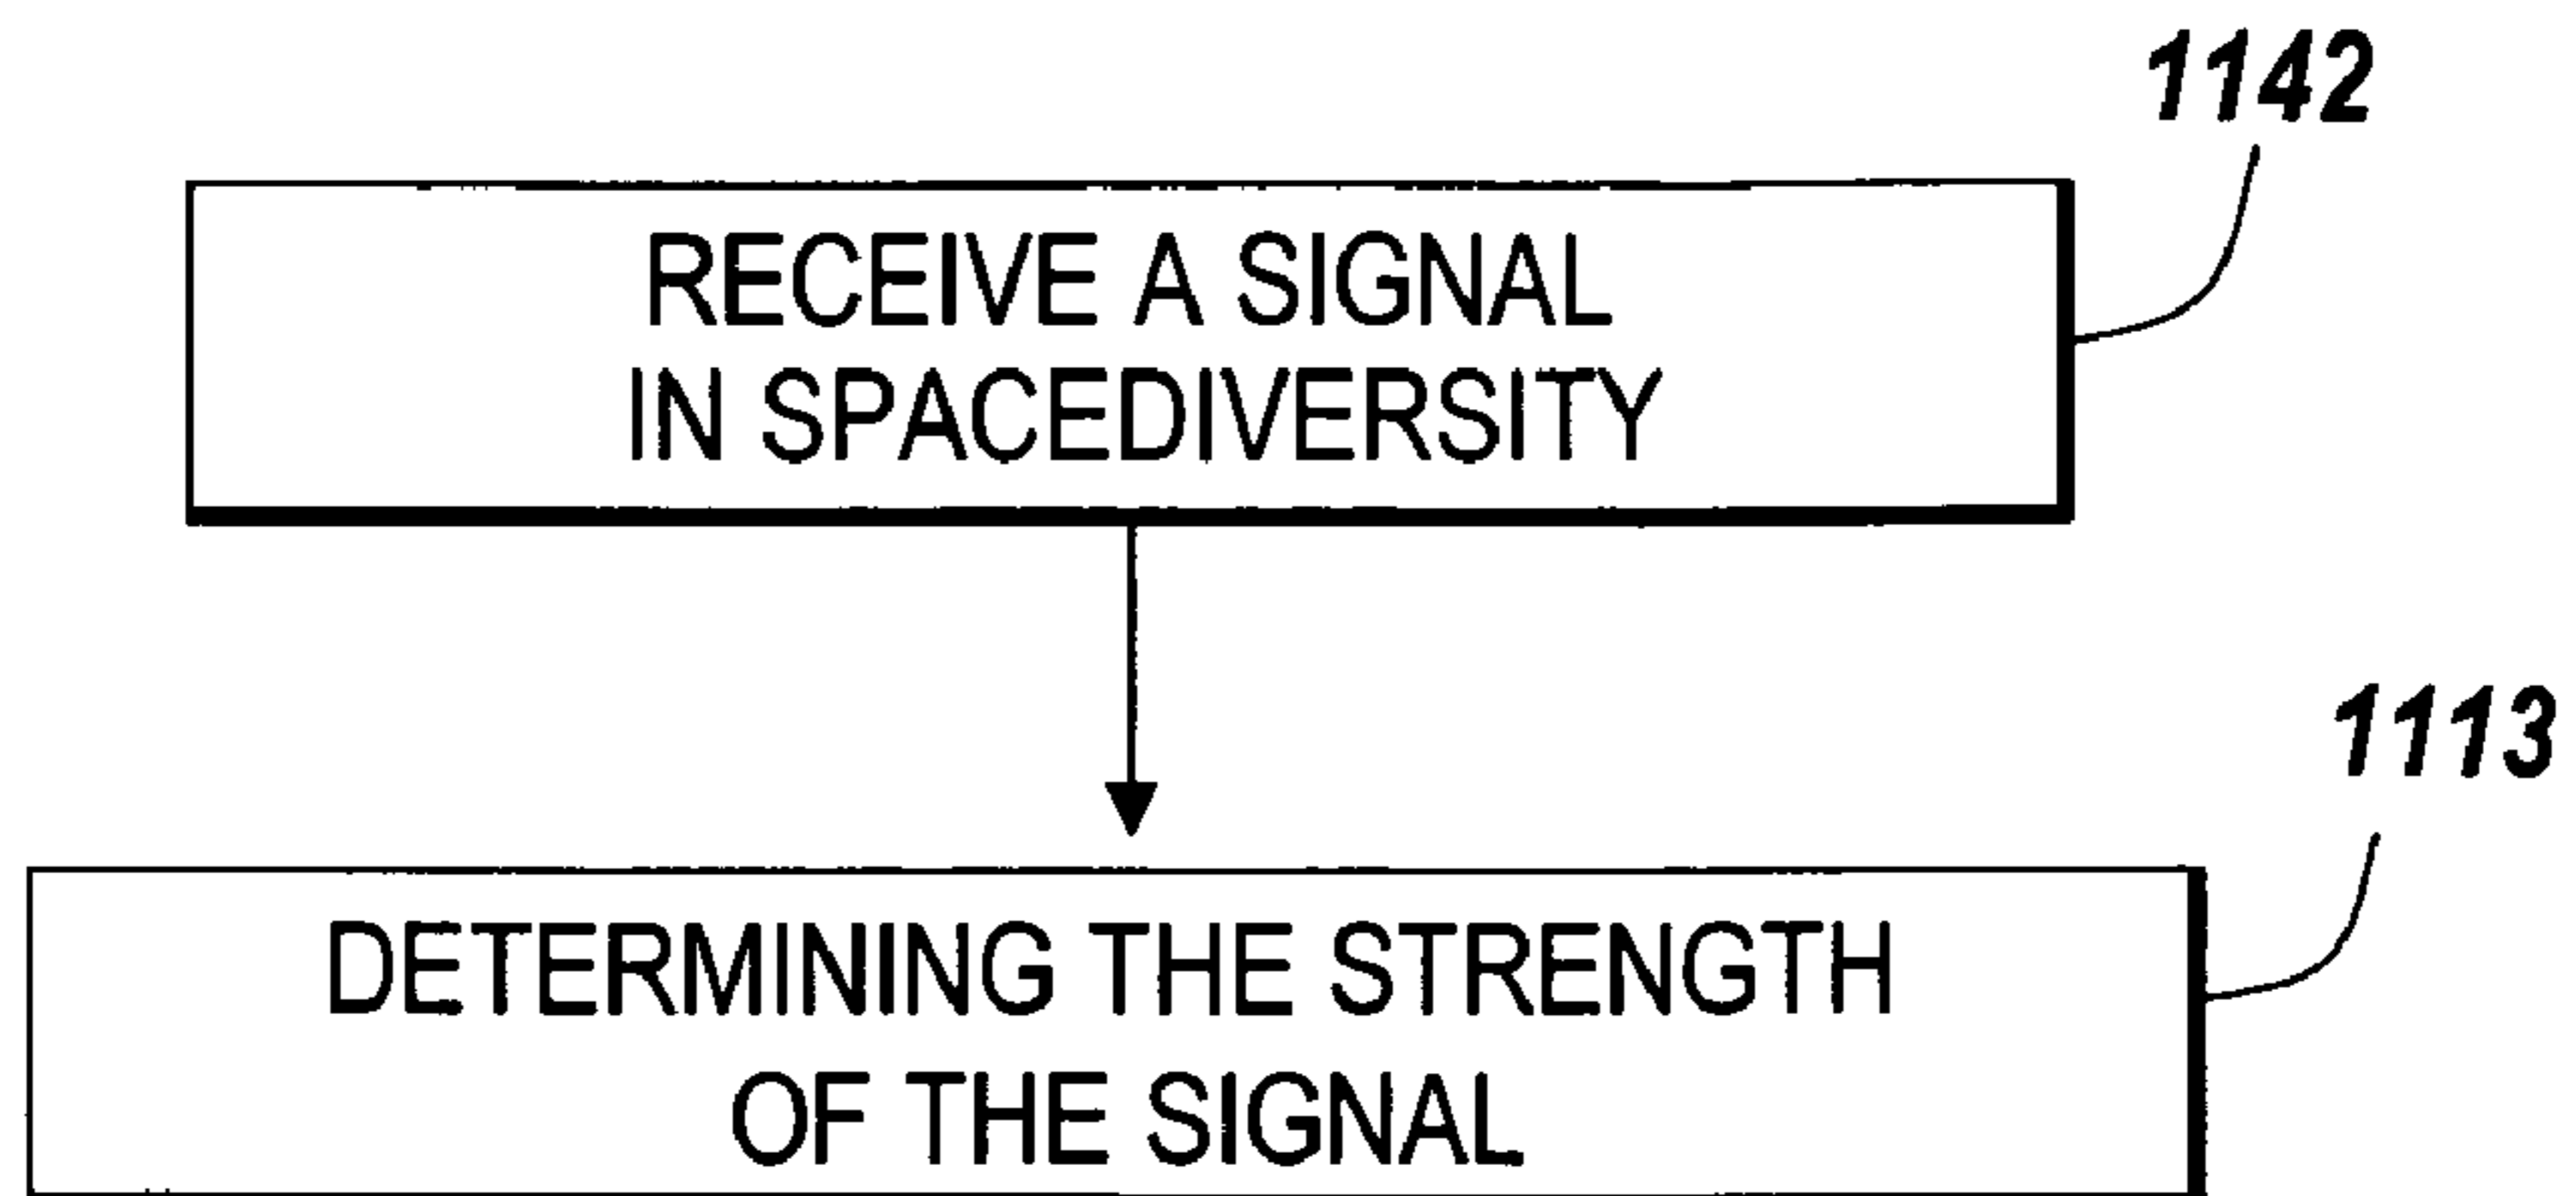 1142
RECEIVE A SIGNAL
IN SPACEDIVERSITY
1113
DETERMINING THE STRENGTH
OF THE SIGNAL